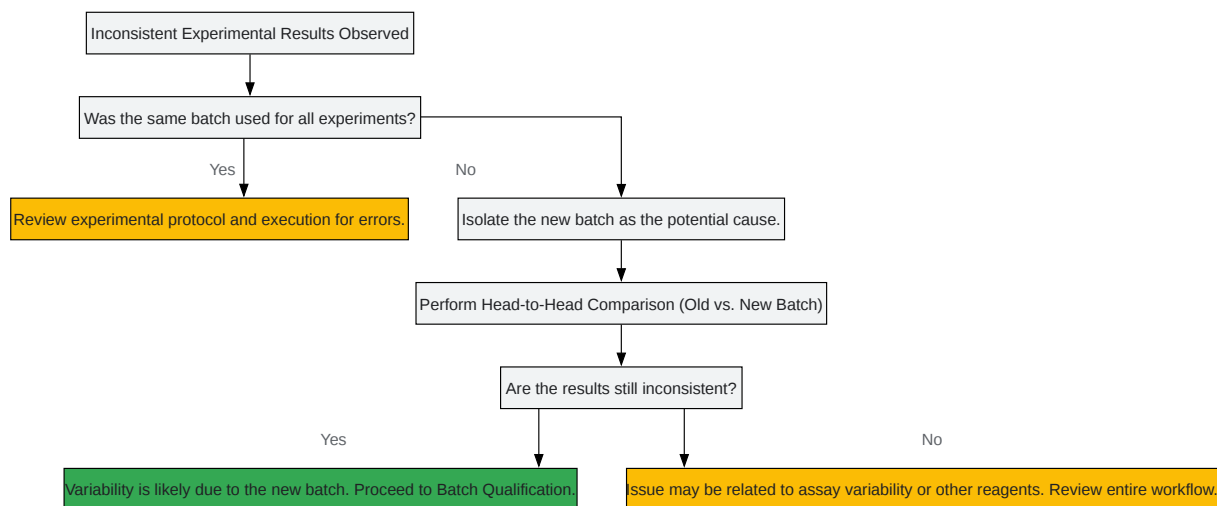 Inconsistent Experimental Results Observed
Was the same batch used for all experiments?
Yes
No
Review experimental protocol and execution for errors.
Isolate the new batch as the potential cause.
Perform Head-to-Head Comparison (Old vs. New Batch)
Are the results still inconsistent?
Yes
No
Variability is likely due to the new batch. Proceed to Batch Qualification.
Issue may be related to assay variability or other reagents. Review entire workflow.